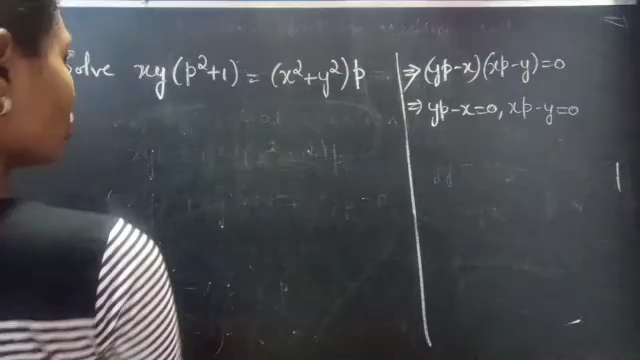 Solve xy(p²+1) = (x²+y²)p
⇒ (yp-x)(xp-y)=0
⇒ yp-x=0, xp-y=0